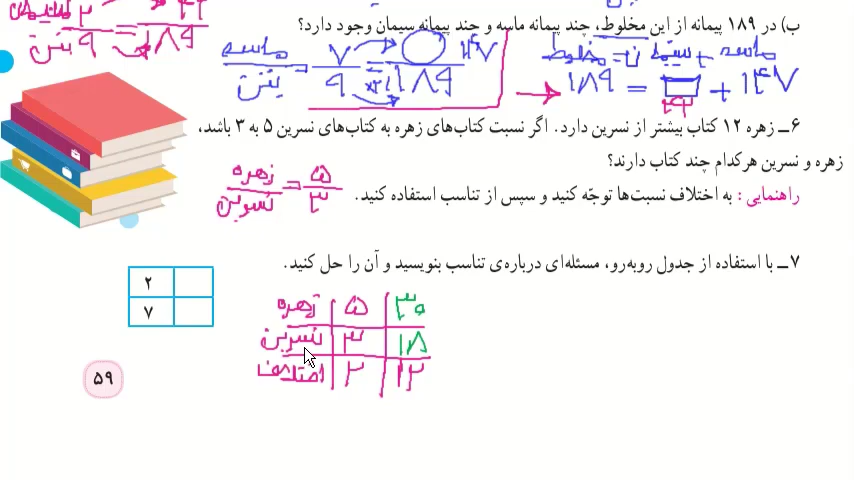 ب) در ۱۸۹ پیمانه از این مخلوط، چند پیمانه ماسه و چند پیمانه سیمان وجود دارد؟
ماسه / بتن = ۷ / ۹ = ۱۴۷ / ۱۸۹
×۲۱
ماسه + سیمان = مخلوط
۱۸۹ = ۴۲ + ۱۴۷
۹ ۱۸۹
بتن
۶ــ زهره ۱۲ کتاب بیشتر از نسرین دارد. اگر نسبت کتاب‌های زهره به کتاب‌های نسرین ۵ به ۳ باشد،
زهره و نسرین هرکدام چند کتاب دارند؟
راهنمایی : به اختلاف نسبت‌ها توجّه کنید و سپس از تناسب استفاده کنید.
زهره / نسرین = ۵ / ۳
۷ــ با استفاده از جدول روبه‌رو، مسئله‌ای درباره‌ی تناسب بنویسید و آن را حل کنید.
۲
۷
زهره ۵ ۳۰
نسرین ۳ ۱۸
اختلاف ۲ ۱۲
۵۹